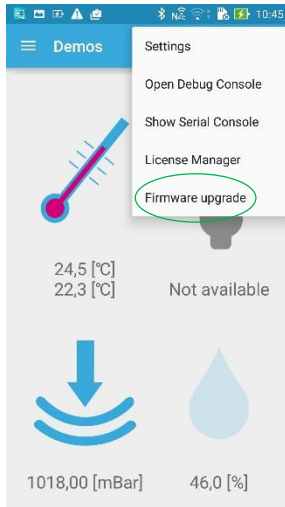 10:45
Demos
Settings
Open Debug Console
Show Serial Console
License Manager
Firmware upgrade
24,5 [℃]
22,3 [℃]
Not available
1018,00 [mBar]
46,0 [%]